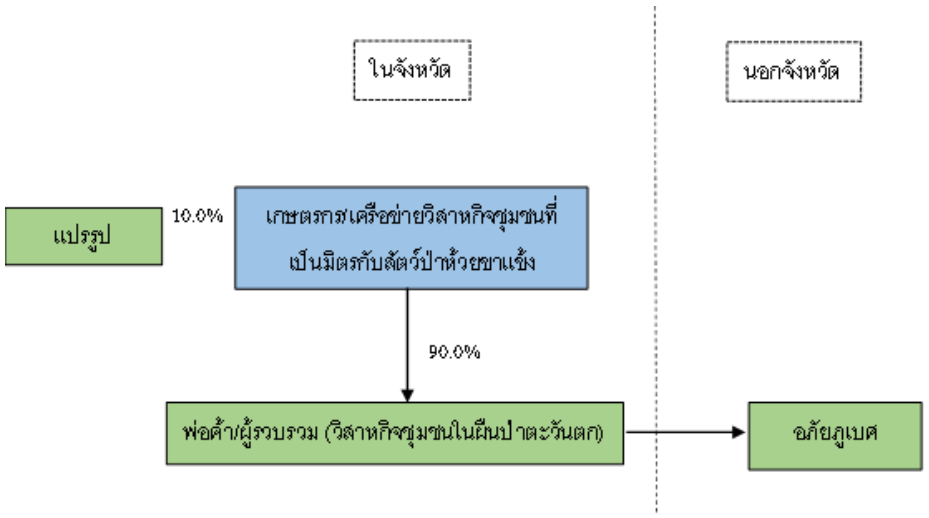 ในจังหวัด
นอกจังหวัด
แปรรูป
10.0%
เกษตรกร/เครือข่ายวิสาหกิจชุมชนที่
เป็นมิตรกับสัตว์ป่าห้วยขาแข้ง
90.0%
พ่อค้า/ผู้รวบรวม (วิสาหกิจชุมชนในผืนป่าตะวันตก)
อภัยภูเบศ